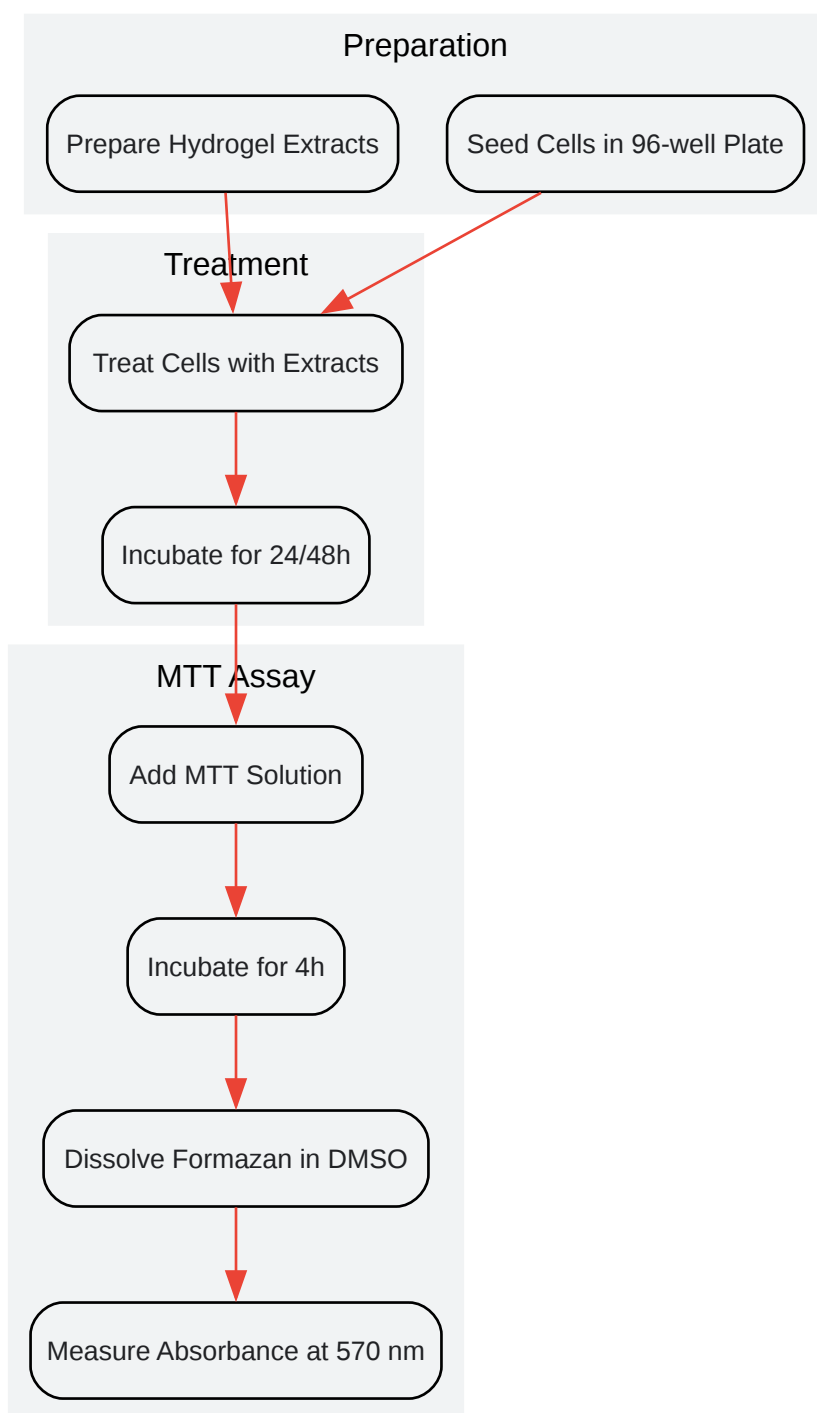 Preparation
Prepare Hydrogel Extracts
Seed Cells in 96-well Plate
Treatment
Treat Cells with Extracts
Incubate for 24/48h
MTT Assay
Add MTT Solution
Incubate for 4h
Dissolve Formazan in DMSO
Measure Absorbance at 570 nm